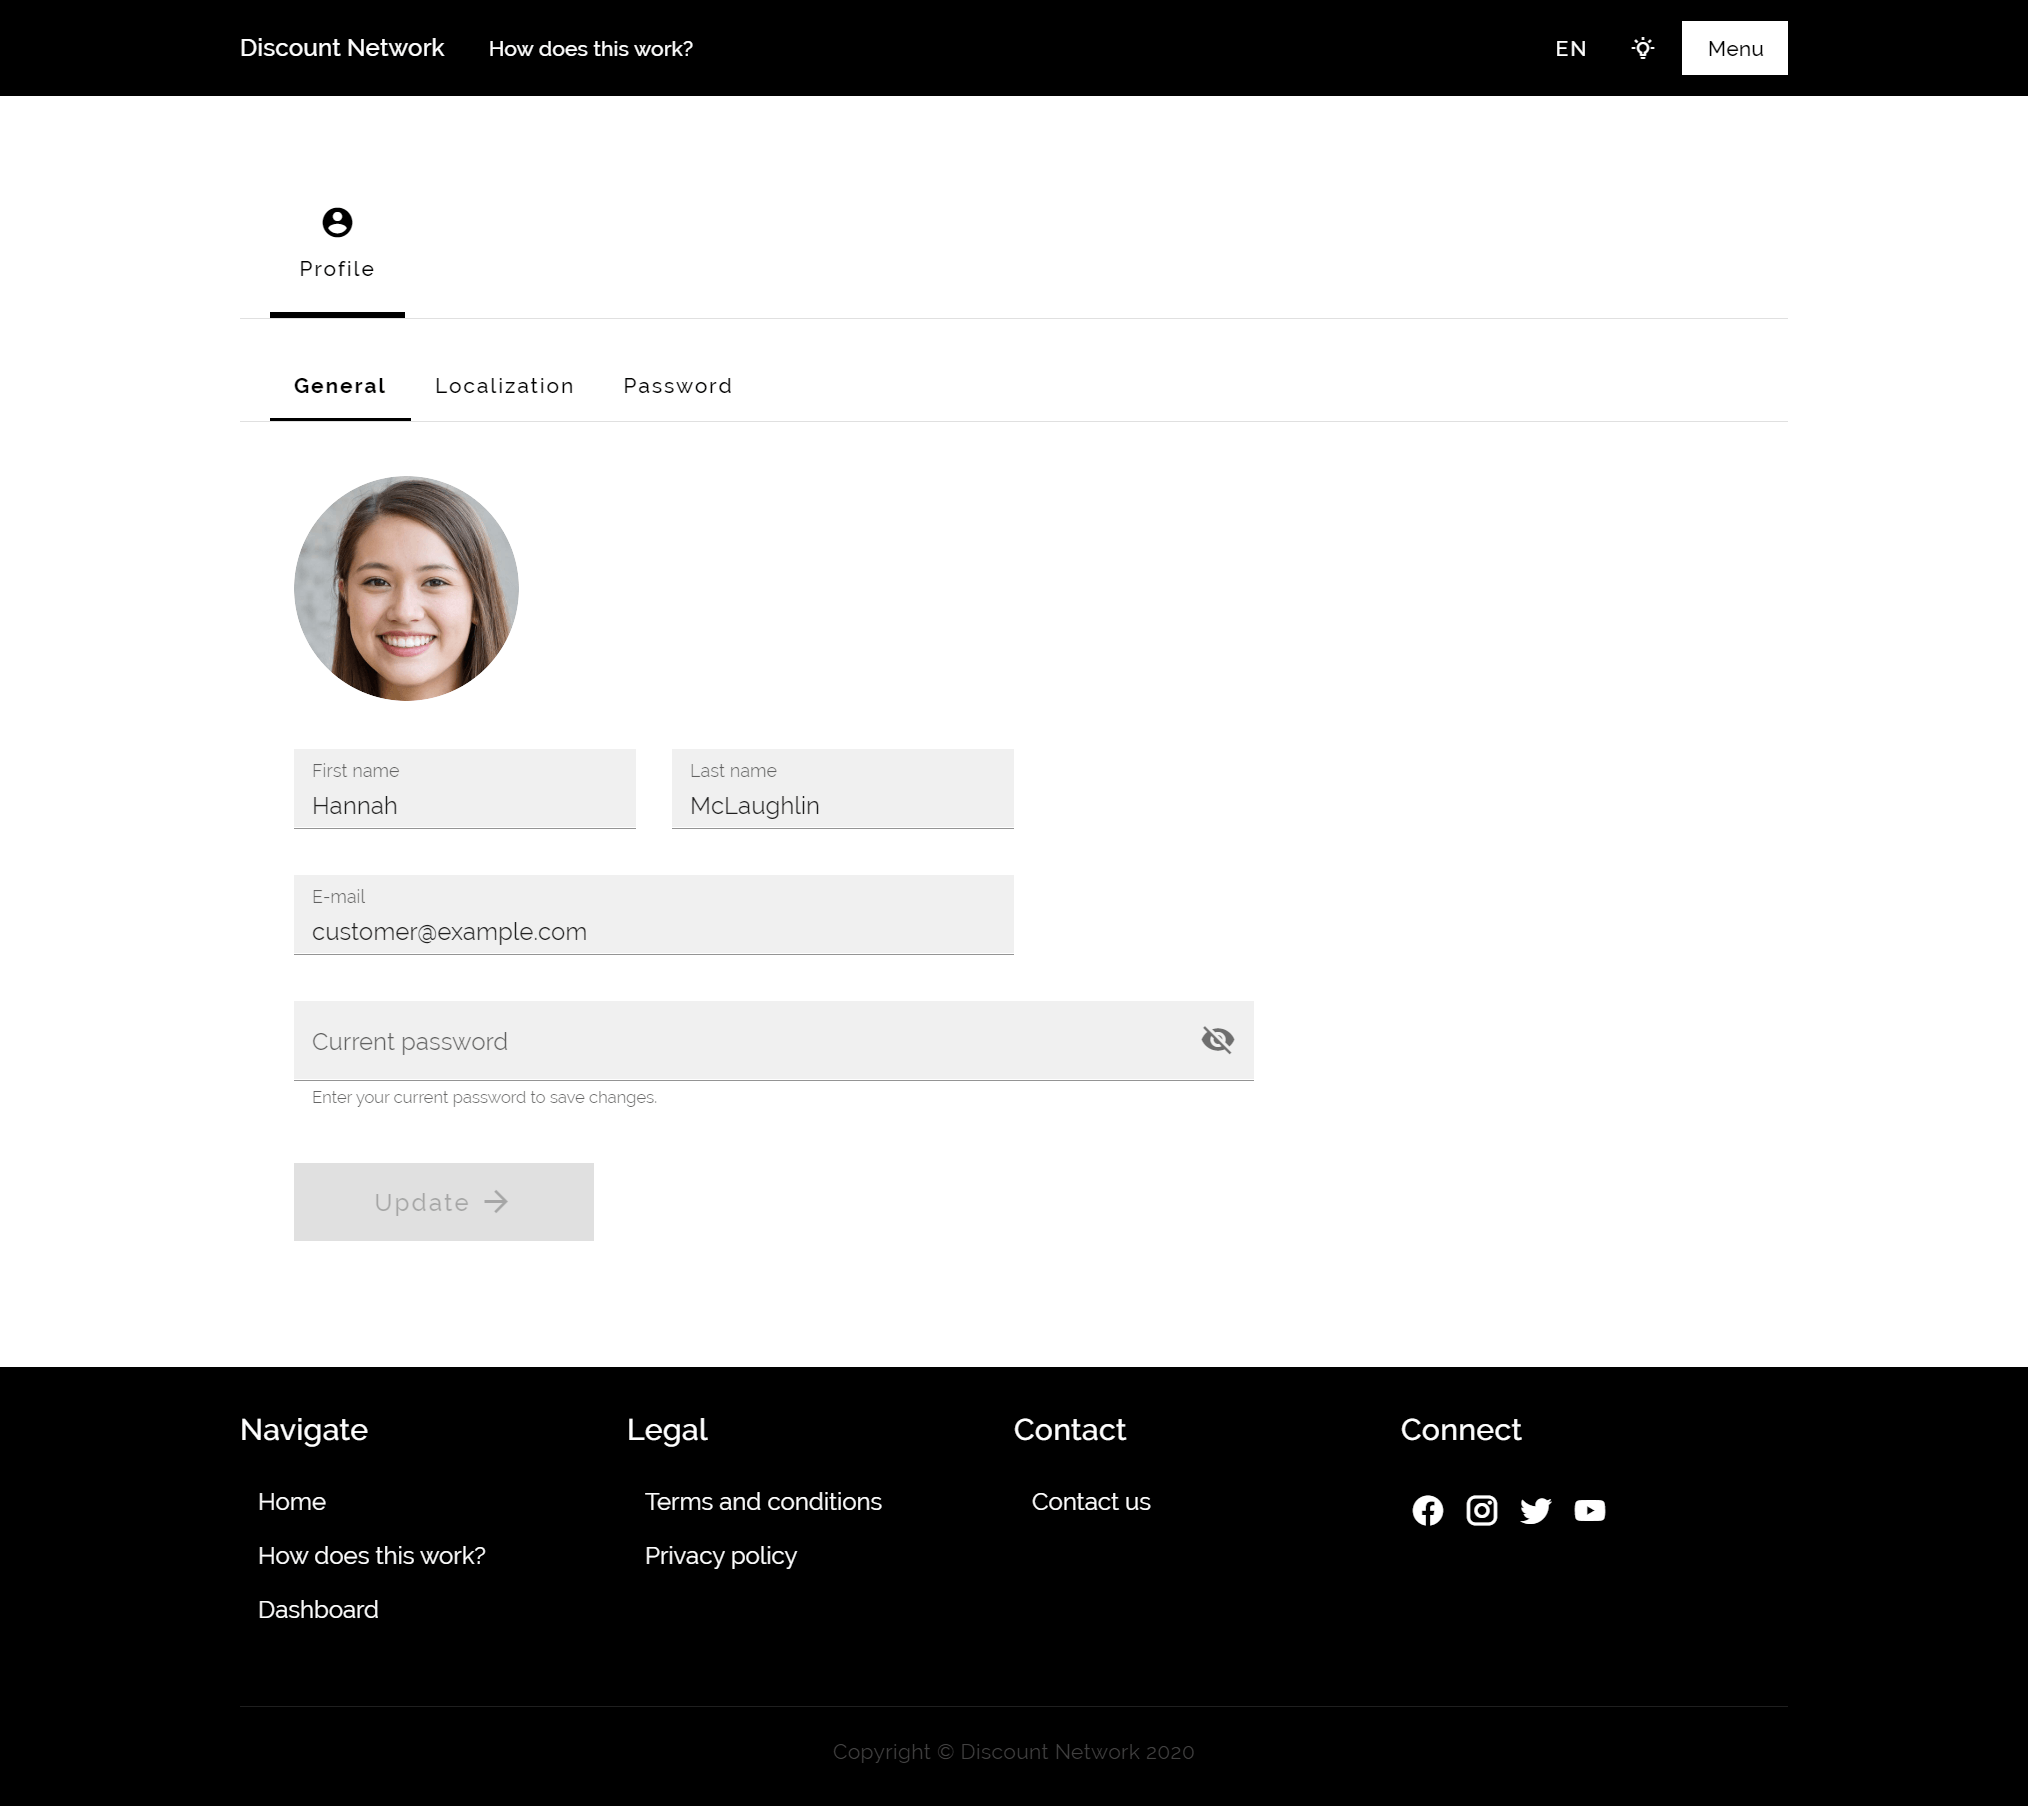 Discount Network How does this work? EN Menu
Profile
General Localization Password
First name Last name
Hannah McLaughlin
E-mail
customer@example.com
Current password
Enter your current password to save changes.
Update
Navigate Legal Contact Connect
Home Terms and conditions Contact us
How does this work? Privacy policy
Dashboard
Copyright © Discount Network 2020